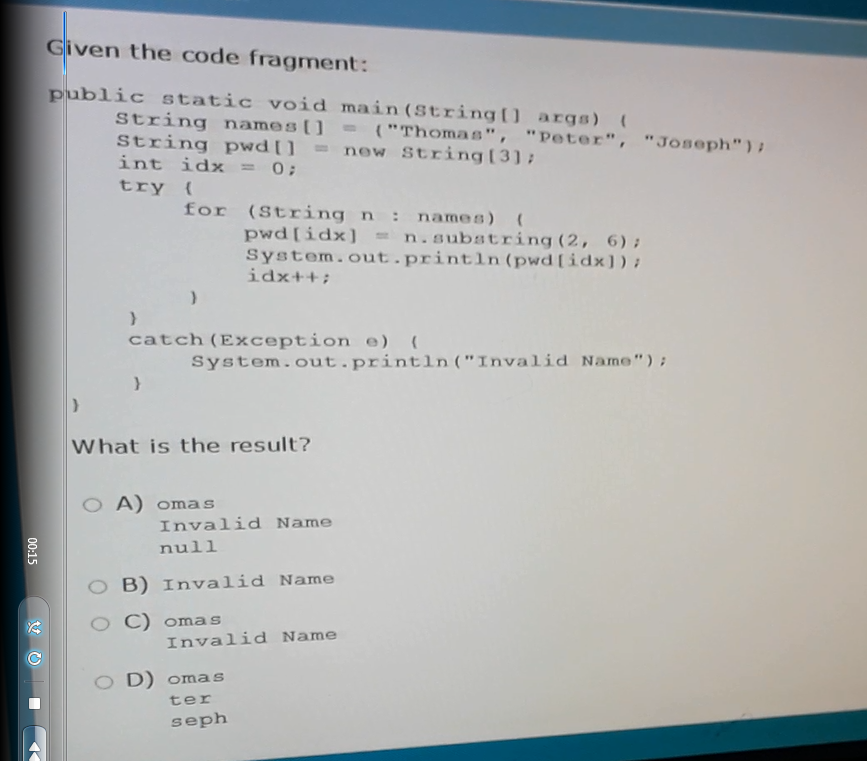 Given the code fragment:
public static void main(String[] args) {
String names[] = {"Thomas", "Peter", "Joseph"};
String pwd[] = new String[3];
int idx = 0;
try {
for (String n : names) {
pwd[idx] = n.substring(2, 6);
System.out.println(pwd[idx]);
idx++;
}
}
catch(Exception e) {
System.out.println("Invalid Name");
}
}
What is the result?
A) omas
Invalid Name
null
B) Invalid Name
C) omas
Invalid Name
D) omas
ter
seph
00:15